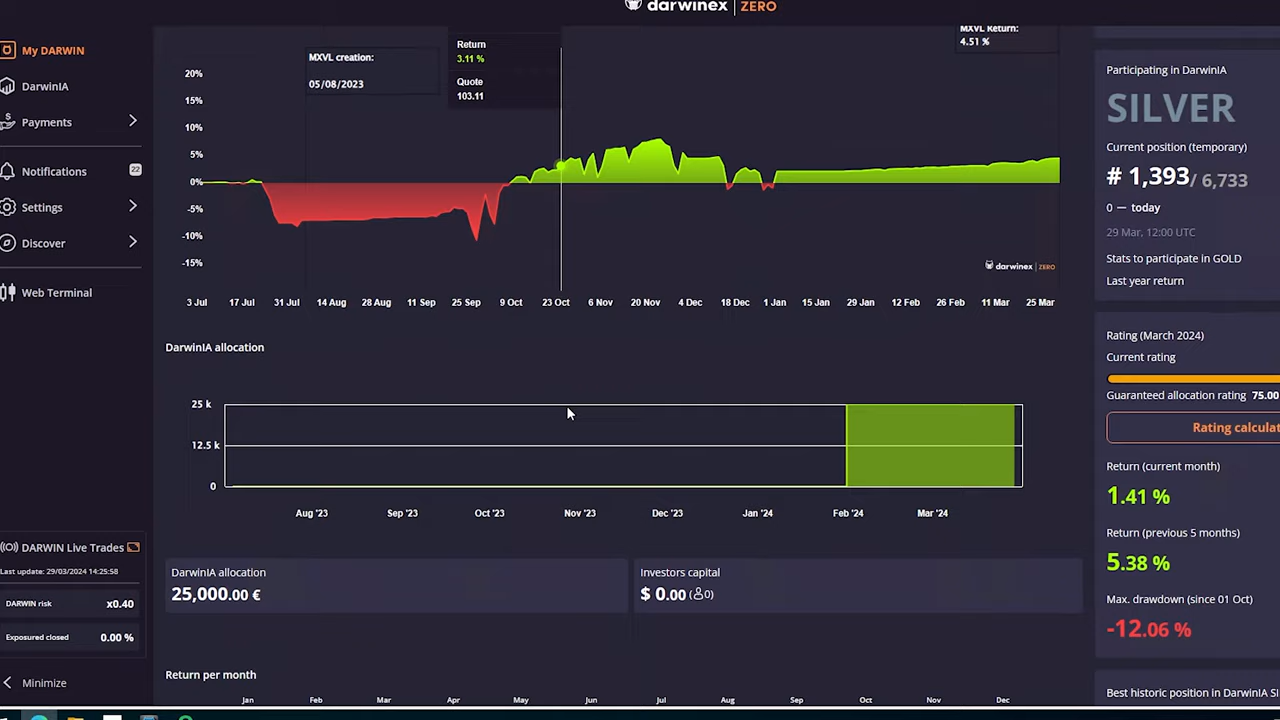 darwinex | ZERO
My DARWIN
DarwinIA
Payments
Notifications 22
Settings
Discover
Web Terminal
DARWIN Live Trades
Last update: 29/03/2024 14:25:58
DARWIN risk x0.40
Exposured closed 0.00 %
Minimize
MXVL creation:
05/08/2023
Return
3.11 %
Quote
103.11
MXVL Return:
4.51 %
20%
15%
10%
5%
0%
-5%
-10%
-15%
darwinex | ZERO
3 Jul 17 Jul 31 Jul 14 Aug 28 Aug 11 Sep 25 Sep 9 Oct 23 Oct 6 Nov 20 Nov 4 Dec 18 Dec 1 Jan 15 Jan 29 Jan 12 Feb 26 Feb 11 Mar 25 Mar
DarwinIA allocation
25 k
12.5 k
0
Aug '23 Sep '23 Oct '23 Nov '23 Dec '23 Jan '24 Feb '24 Mar '24
DarwinIA allocation
25,000.00 €
Investors capital
$ 0.00 (0)
Return per month
Jan Feb Mar Apr May Jun Jul Aug Sep Oct Nov Dec
Participating in DarwinIA
SILVER
Current position (temporary)
# 1,393/ 6,733
0 — today
29 Mar, 12:00 UTC
Stats to participate in GOLD
Last year return
Rating (March 2024)
Current rating
Guaranteed allocation rating 75.00
Rating calculat
Return (current month)
1.41 %
Return (previous 5 months)
5.38 %
Max. drawdown (since 01 Oct)
-12.06 %
Best historic position in DarwinIA SI